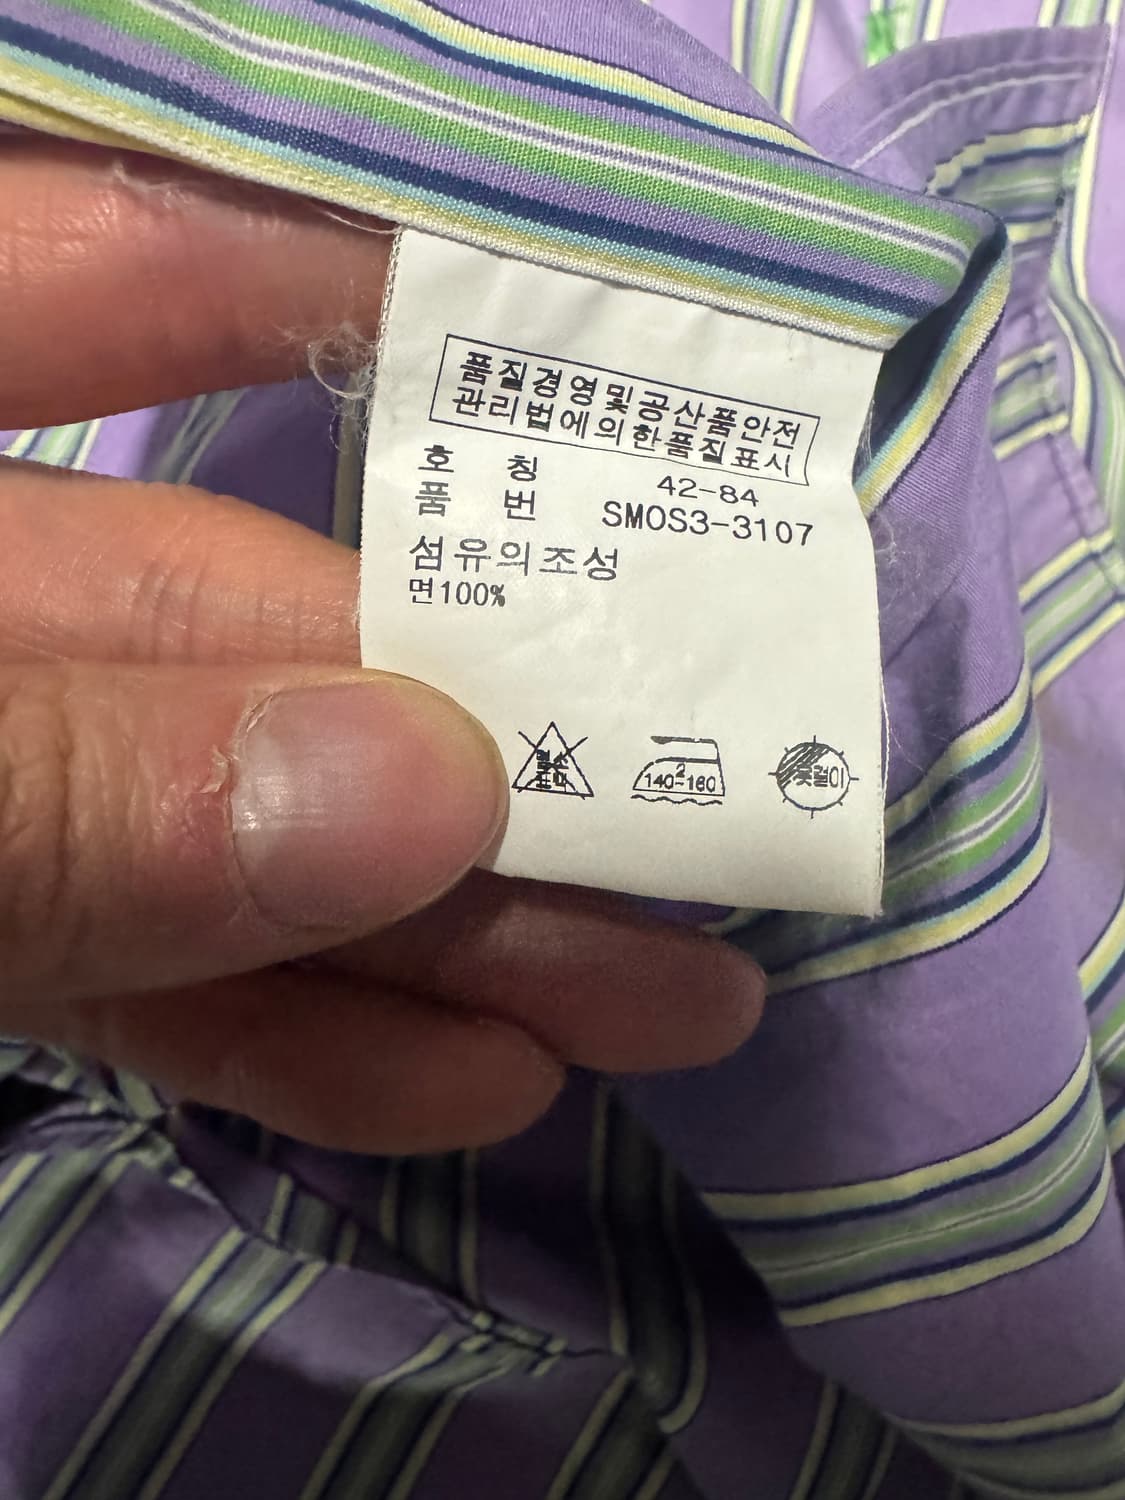 품질경영및공산품안전
관리법에의한품질표시
호 칭 42-84
품 번 SMOS3-3107
섬유의조성
면100%
염소
표백
2
140~160
옷걸이